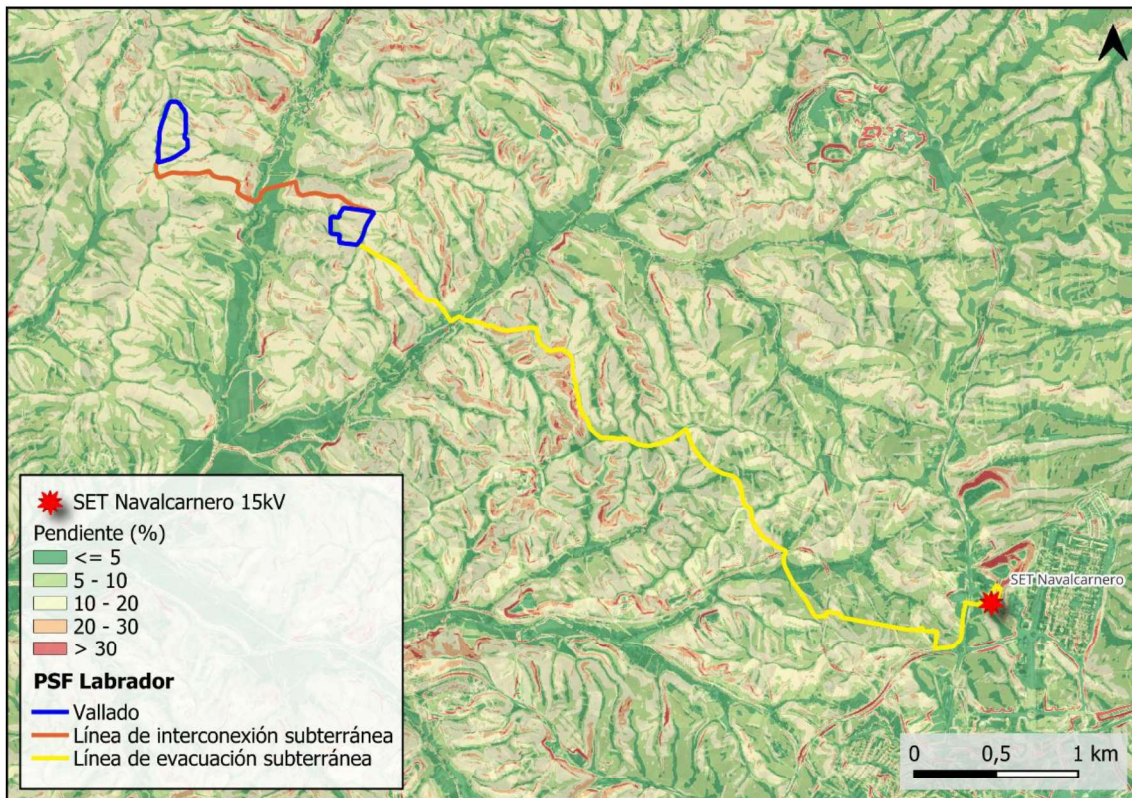 SET Navalcarnero 15kV
Pendiente (%)
<= 5
5 - 10
10 - 20
20 - 30
> 30
PSF Labrador
Vallado
Línea de interconexión subterránea
Línea de evacuación subterránea
SET Navalcarnero
0 0,5 1 km